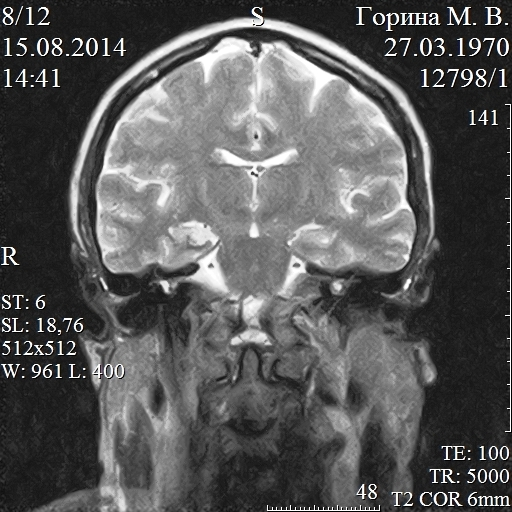 8/12
15.08.2014
14:41
S
Горина М. В.
27.03.1970
12798/1
141
R
ST: 6
SL: 18,76
512x512
W: 961 L: 400
48
TE: 100
TR: 5000
T2 COR 6mm